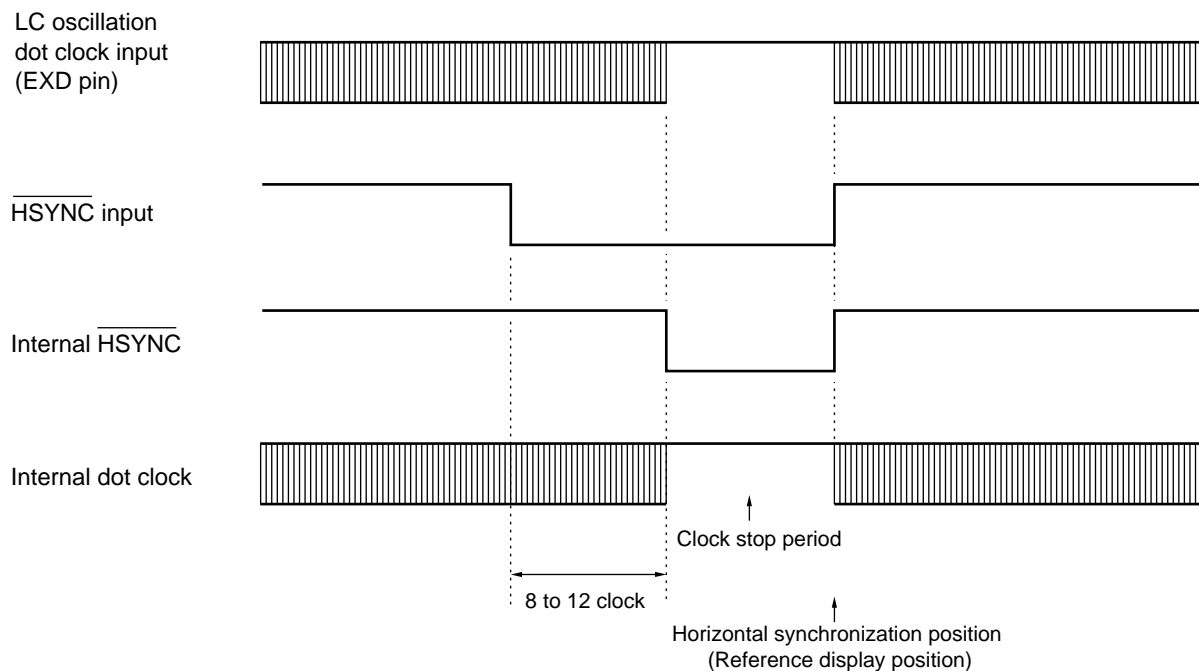 LC oscillation
dot clock input
(EXD pin)
HSYNC input
Internal HSYNC
Internal dot clock
Clock stop period
8 to 12 clock
Horizontal synchronization position
(Reference display position)